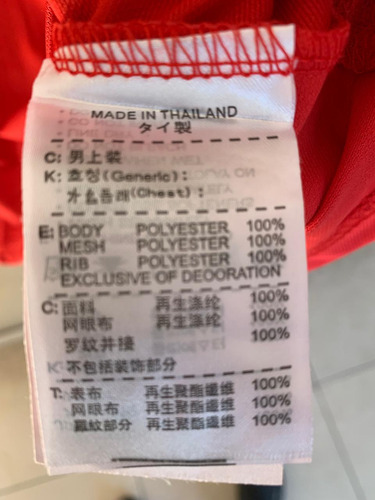 MADE IN THAILAND
タイ製
C: 男上装
K: 호칭(Generic):
가슴둘레(Chest):
E: BODY POLYESTER 100%
MESH POLYESTER 100%
RIB POLYESTER 100%
EXCLUSIVE OF DECORATION
C: 面料 再生涤纶 100%
网眼布 再生涤纶 100%
罗纹并接 100%
K: 不包括装饰部分
T: 表布 再生聚酯纖維 100%
網眼布 再生聚酯纖維 100%
羅紋部分 再生聚酯纖維 100%